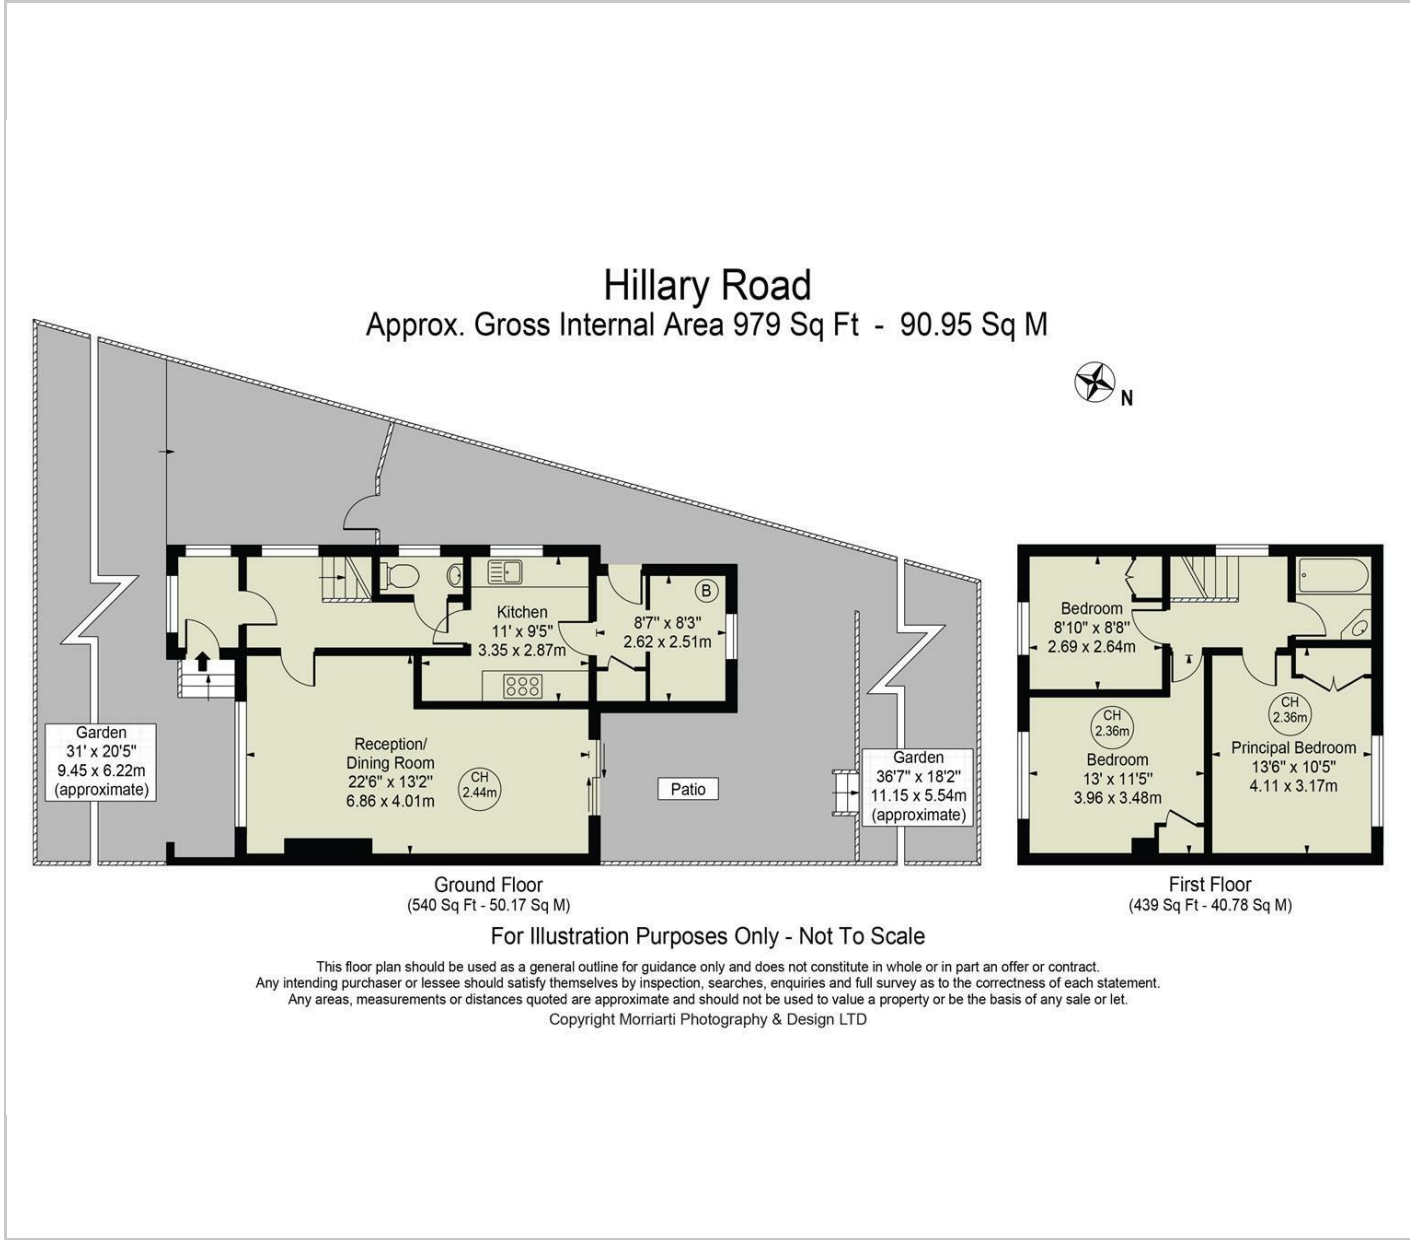 Hillary Road
Approx. Gross Internal Area 979 Sq Ft - 90.95 Sq M
N
Garden
31' x 20'5"
9.45 x 6.22m
(approximate)
Kitchen
11' x 9'5"
3.35 x 2.87m
8'7" x 8'3"
2.62 x 2.51m
B
Reception/
Dining Room
22'6" x 13'2"
6.86 x 4.01m
CH
2.44m
Patio
Garden
36'7" x 18'2"
11.15 x 5.54m
(approximate)
Ground Floor
(540 Sq Ft - 50.17 Sq M)
Bedroom
8'10" x 8'8"
2.69 x 2.64m
CH
2.36m
Bedroom
13' x 11'5"
3.96 x 3.48m
CH
2.36m
Principal Bedroom
13'6" x 10'5"
4.11 x 3.17m
First Floor
(439 Sq Ft - 40.78 Sq M)
For Illustration Purposes Only - Not To Scale
This floor plan should be used as a general outline for guidance only and does not constitute in whole or in part an offer or contract.
Any intending purchaser or lessee should satisfy themselves by inspection, searches, enquiries and full survey as to the correctness of each statement.
Any areas, measurements or distances quoted are approximate and should not be used to value a property or be the basis of any sale or let.
Copyright Morriarti Photography & Design LTD